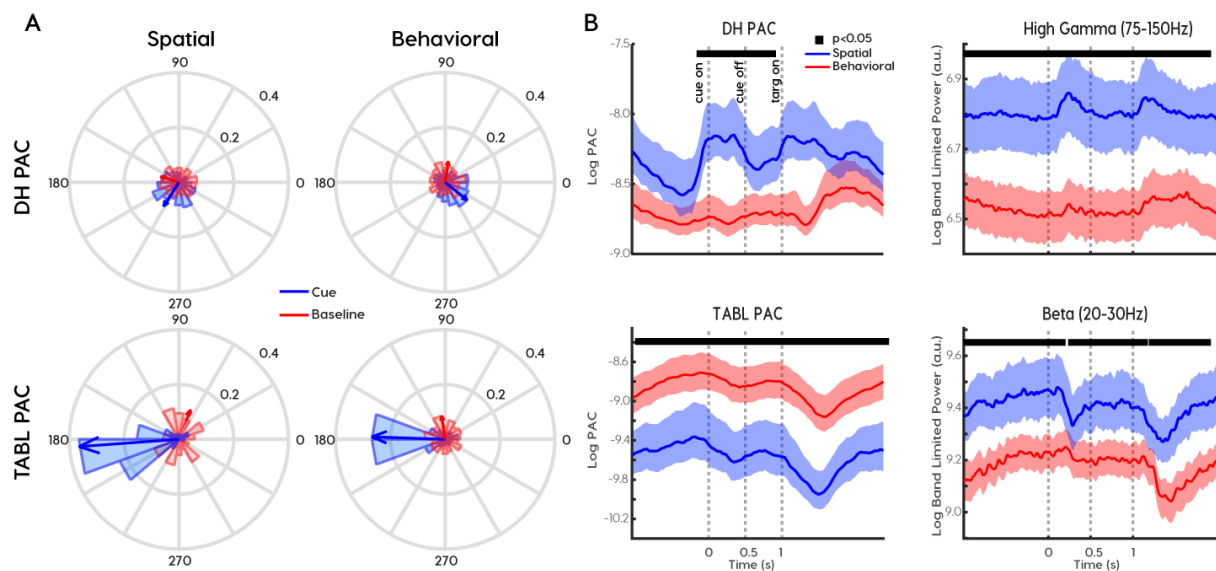 A
Spatial
Behavioral
DH PAC
90
0.4
0.2
180
0
270
90
0.4
0.2
180
0
270
Cue
Baseline
TABL PAC
90
0.4
0.2
180
0
270
90
0.4
0.2
180
0
270
B
DH PAC
p<0.05
Spatial
Behavioral
cue on
cue off
targ on
Log PAC
-7.5
-8.0
-8.5
-9.0
High Gamma (75-150Hz)
Log Band Limited Power (a.u.)
6.9
6.7
6.5
TABL PAC
Log PAC
-8.6
-9.0
-9.4
-9.8
-10.2
0
0.5
1
Time (s)
Beta (20-30Hz)
Log Band Limited Power (a.u.)
9.6
9.4
9.2
9.0
0
0.5
1
Time (s)